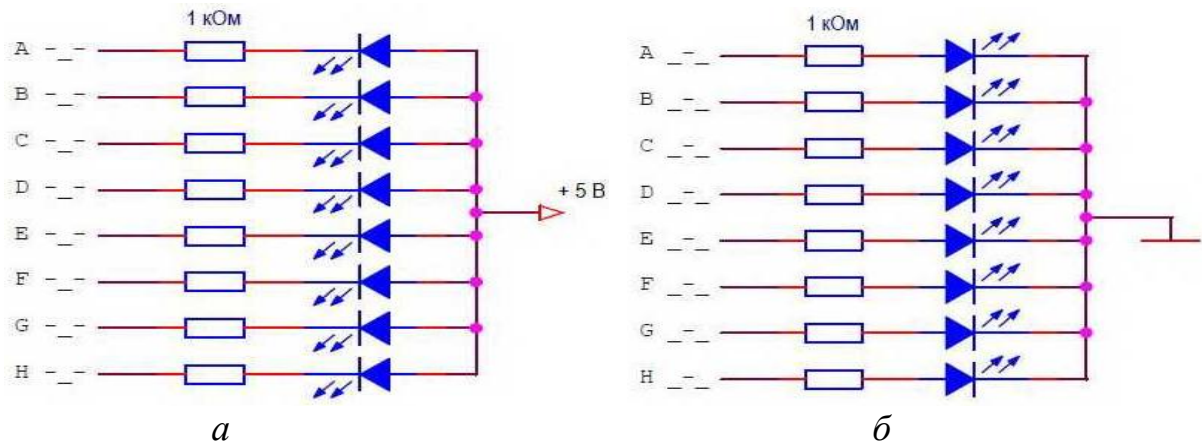 1 кОм
A -_-
B -_-
C -_-
D -_-
E -_-
F -_-
G -_-
H -_-
+ 5 В
а
1 кОм
A _-_
B _-_
C _-_
D _-_
E _-_
F _-_
G _-_
H _-_
б